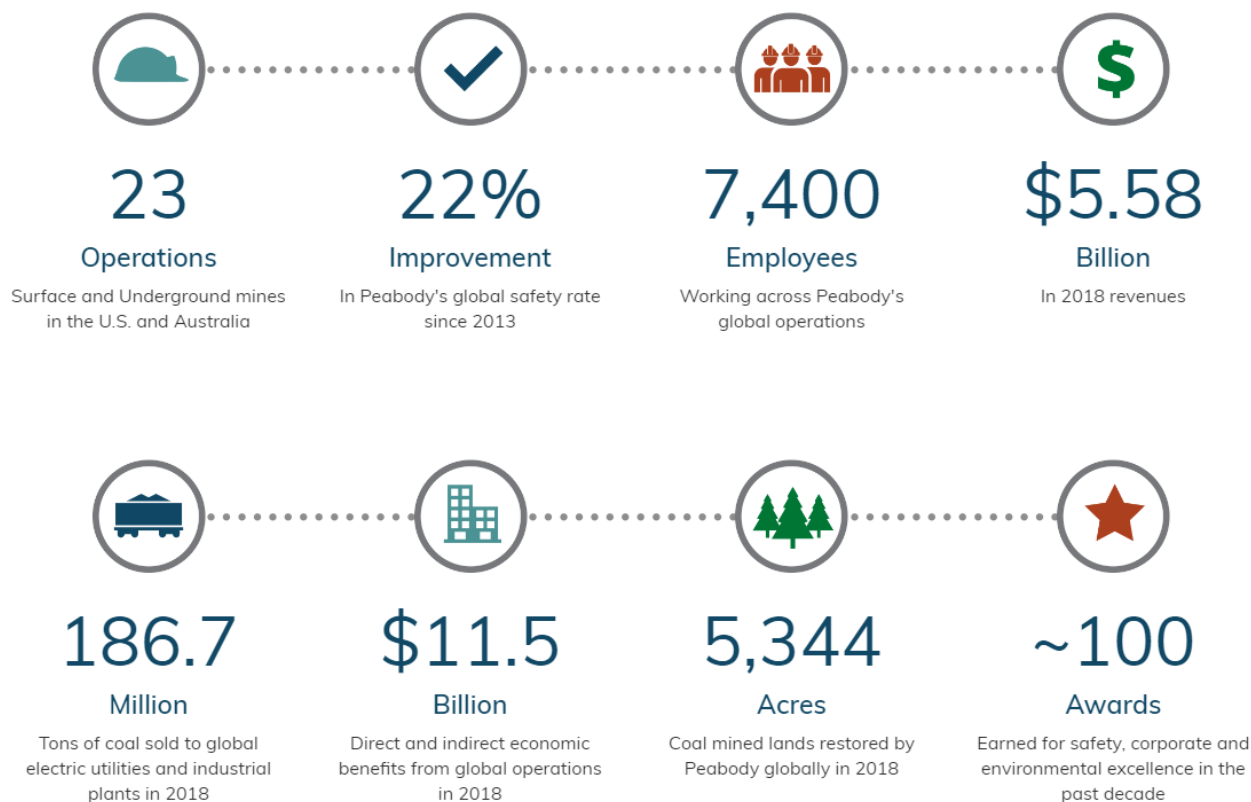 23
Operations
Surface and Underground mines
in the U.S. and Australia
22%
Improvement
In Peabody's global safety rate
since 2013
7,400
Employees
Working across Peabody's
global operations
$5.58
Billion
In 2018 revenues
186.7
Million
Tons of coal sold to global
electric utilities and industrial
plants in 2018
$11.5
Billion
Direct and indirect economic
benefits from global operations
in 2018
5,344
Acres
Coal mined lands restored by
Peabody globally in 2018
~100
Awards
Earned for safety, corporate and
environmental excellence in the
past decade